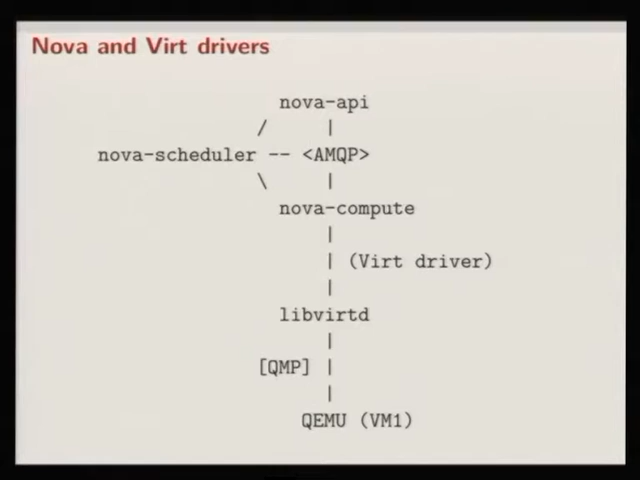 Nova and Virt drivers
nova-api
/ |
nova-scheduler -- <AMQP>
\ |
nova-compute
|
| (Virt driver)
|
libvirtd
|
[QMP] |
|
QEMU (VM1)